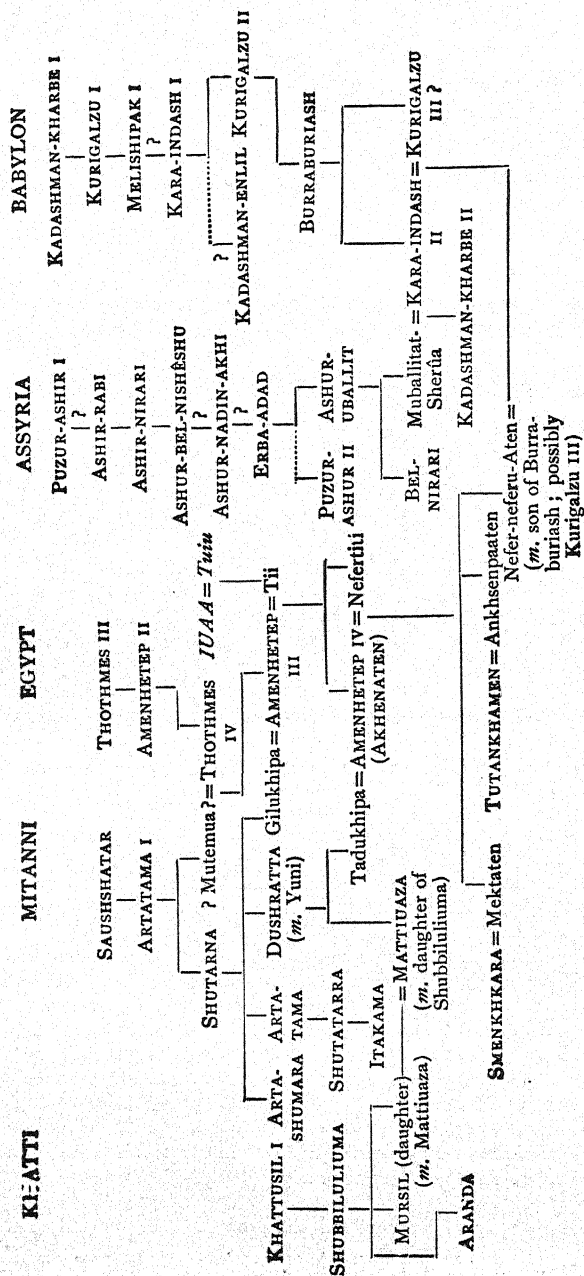 KHATTI
KHATTUSIL I
SHUBBILULIUMA
MURSIL (daughter)
(m. Mattiuaza)
ARANDA
MITANNI
SAUSHSHATAR
ARTATAMA I
SHUTARNA ? Mutemua ? = THOTHMES
IV
ARTA-
SHUMARA
ARTA-
TAMA
DUSHRATTA
(m. Yuni)
SHUTATARRA
ITAKAMA
= MATTIUAZA
(m. daughter of
Shubbiluliuma)
EGYPT
THOTHMES III
AMENHETEP II
IUAA = Tuiu
Gilukhipa = AMENHETEP = Tii
III
Tadukhipa = AMENHETEP IV = Nefertiti
(AKHENATEN)
SMENKHKARA = Mektaten
TUTANKHAMEN = Ankhsenpaaten
Nefer-neferu-Aten =
(m. son of Burra-
buriash ; possibly
Kurigalzu III)
ASSYRIA
PUZUR-ASHIR I
?
ASHIR-RABI
ASHIR-NIRARI
ASHUR-BEL-NISHÊSHU
?
ASHUR-NADIN-AKHI
?
ERBA-ADAD
PUZUR-
ASHUR II
ASHUR-
UBALLIT
BEL-
NIRARI
Muballitat- = KARA-INDASH = KURIGALZU
Sherûa II III ?
KADASHMAN-KHARBE II
BABYLON
KADASHMAN-KHARBE I
KURIGALZU I
MELISHIPAK I
?
KARA-INDASH I
?
KADASHMAN-ENLIL KURIGALZU II
BURRABURIASH